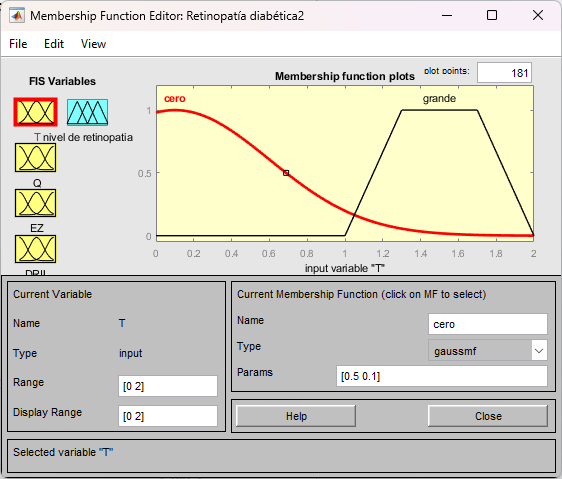 Membership Function Editor: Retinopatía diabética2
File Edit View
FIS Variables
Membership function plots
plot points: 181
cero
grande
T nivel de retinopatia
Q
EZ
DRIL
1
0.5
0
0 0.2 0.4 0.6 0.8 1 1.2 1.4 1.6 1.8 2
input variable "T"
Current Variable
Name T
Type input
Range [0 2]
Display Range [0 2]
Current Membership Function (click on MF to select)
Name cero
Type gaussmf
Params [0.5 0.1]
Help Close
Selected variable "T"